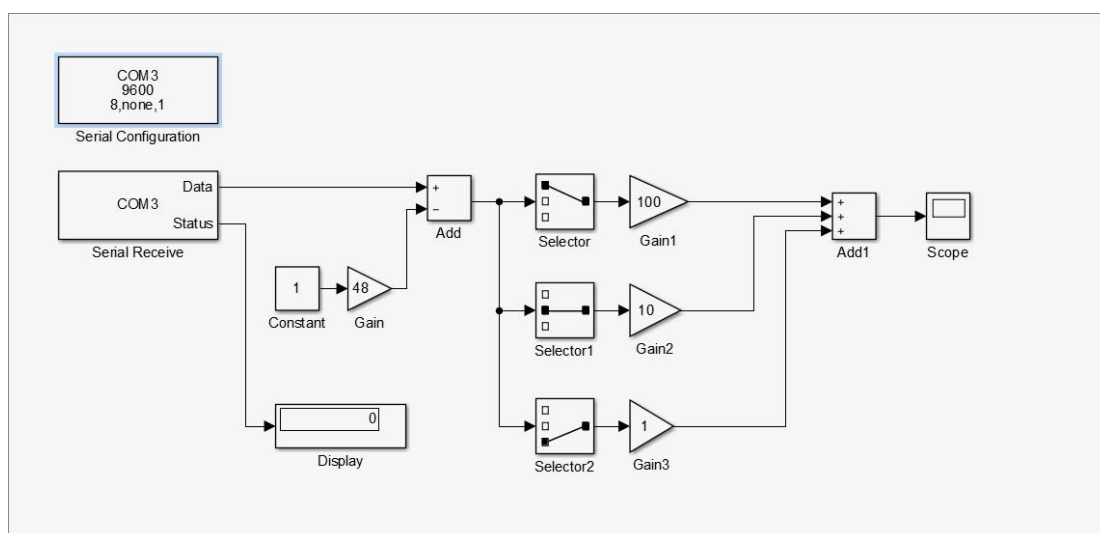 COM3
9600
8,none,1
Serial Configuration
Data
COM3
Status
Serial Receive
+
−
Add
1
Constant
48
Gain
0
Display
Selector
100
Gain1
Selector1
10
Gain2
Selector2
1
Gain3
+
+
+
Add1
Scope